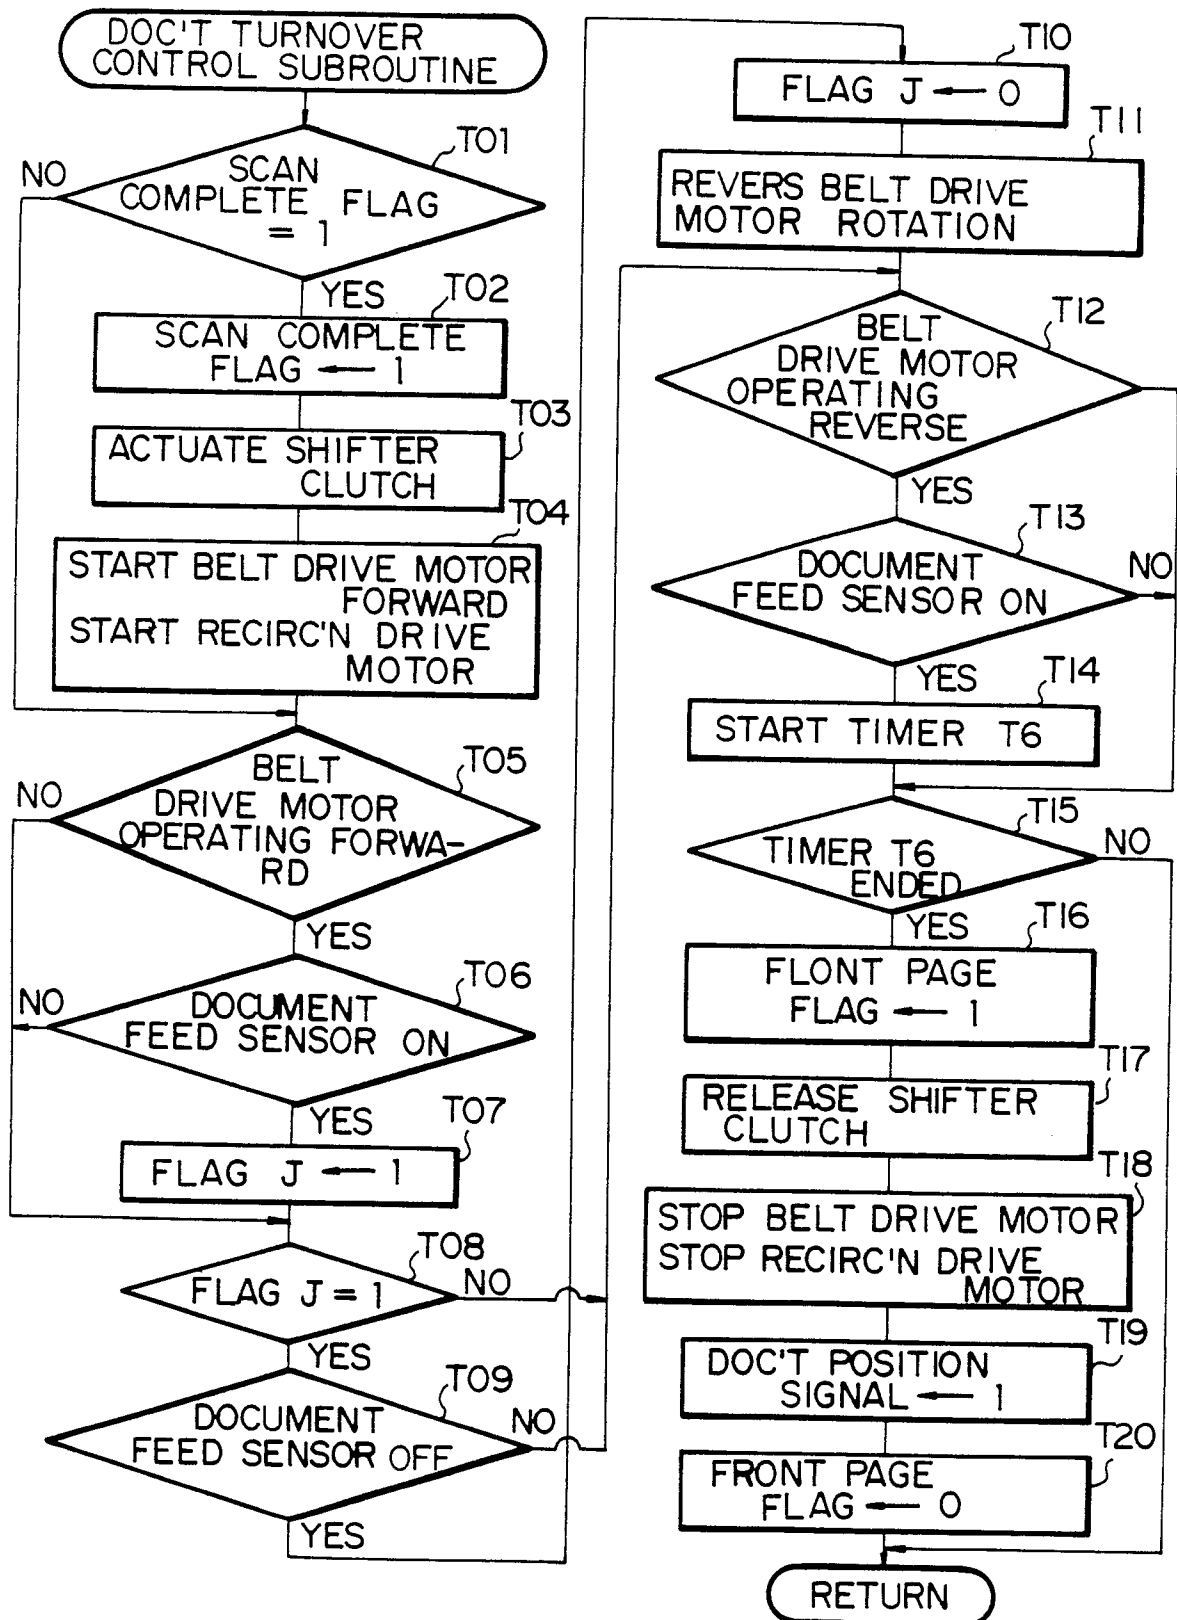 DOC'T TURNOVER
CONTROL SUBROUTINE
T01
SCAN
COMPLETE FLAG
= 1
NO
YES
T02
SCAN COMPLETE
FLAG ← 1
T03
ACTUATE SHIFTER
CLUTCH
T04
START BELT DRIVE MOTOR
FORWARD
START RECIRC'N DRIVE
MOTOR
T05
BELT
DRIVE MOTOR
OPERATING FORWA-
RD
NO
YES
T06
DOCUMENT
FEED SENSOR ON
NO
YES
T07
FLAG J ← 1
T08
FLAG J = 1
NO
YES
T09
DOCUMENT
FEED SENSOR OFF
NO
YES
T10
FLAG J ← 0
T11
REVERS BELT DRIVE
MOTOR ROTATION
T12
BELT
DRIVE MOTOR
OPERATING
REVERSE
YES
T13
DOCUMENT
FEED SENSOR ON
NO
YES
T14
START TIMER T6
T15
TIMER T6
ENDED
NO
YES
T16
FLONT PAGE
FLAG ← 1
T17
RELEASE SHIFTER
CLUTCH
T18
STOP BELT DRIVE MOTOR
STOP RECIRC'N DRIVE
MOTOR
T19
DOC'T POSITION
SIGNAL ← 1
T20
FRONT PAGE
FLAG ← 0
RETURN